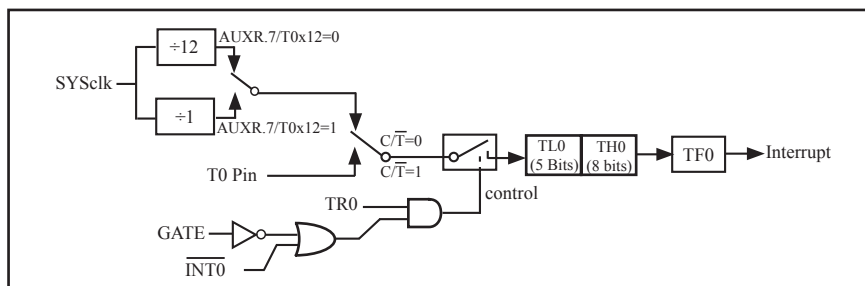 ÷12
AUXR.7/T0x12=0
SYSclk
÷1
AUXR.7/T0x12=1
C/T̅=0
C/T̅=1
TL0
(5 Bits)
TH0
(8 bits)
TF0
Interrupt
T0 Pin
control
TR0
GATE
I̅N̅T̅0̅